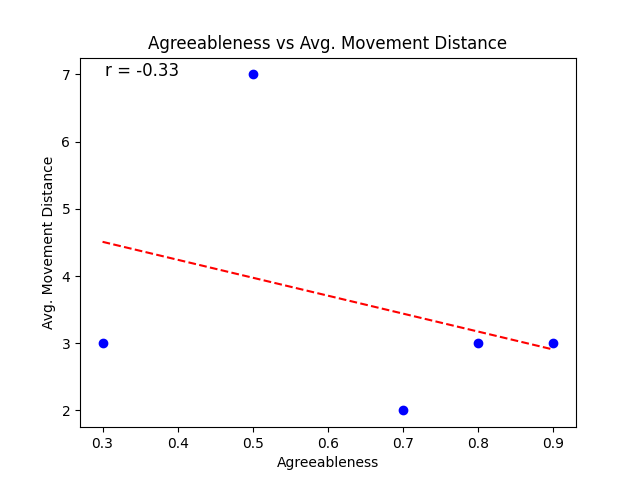 Agreeableness vs Avg. Movement Distance
r = -0.33
7
6
5
4
3
2
Avg. Movement Distance
0.3 0.4 0.5 0.6 0.7 0.8 0.9
Agreeableness